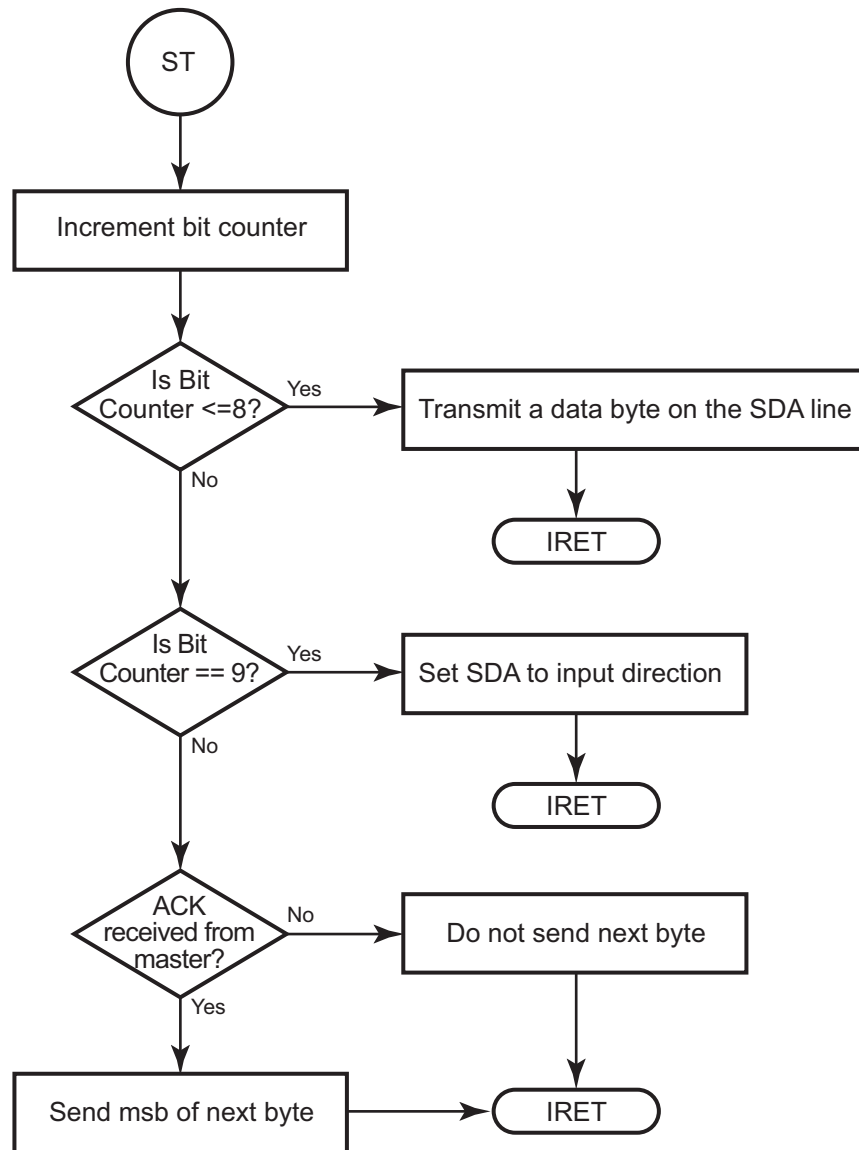 ST
Increment bit counter
Is Bit
Counter <=8?
Yes
Transmit a data byte on the SDA line
No
IRET
Is Bit
Counter == 9?
Yes
Set SDA to input direction
No
IRET
ACK
received from
master?
No
Do not send next byte
Yes
Send msb of next byte
IRET